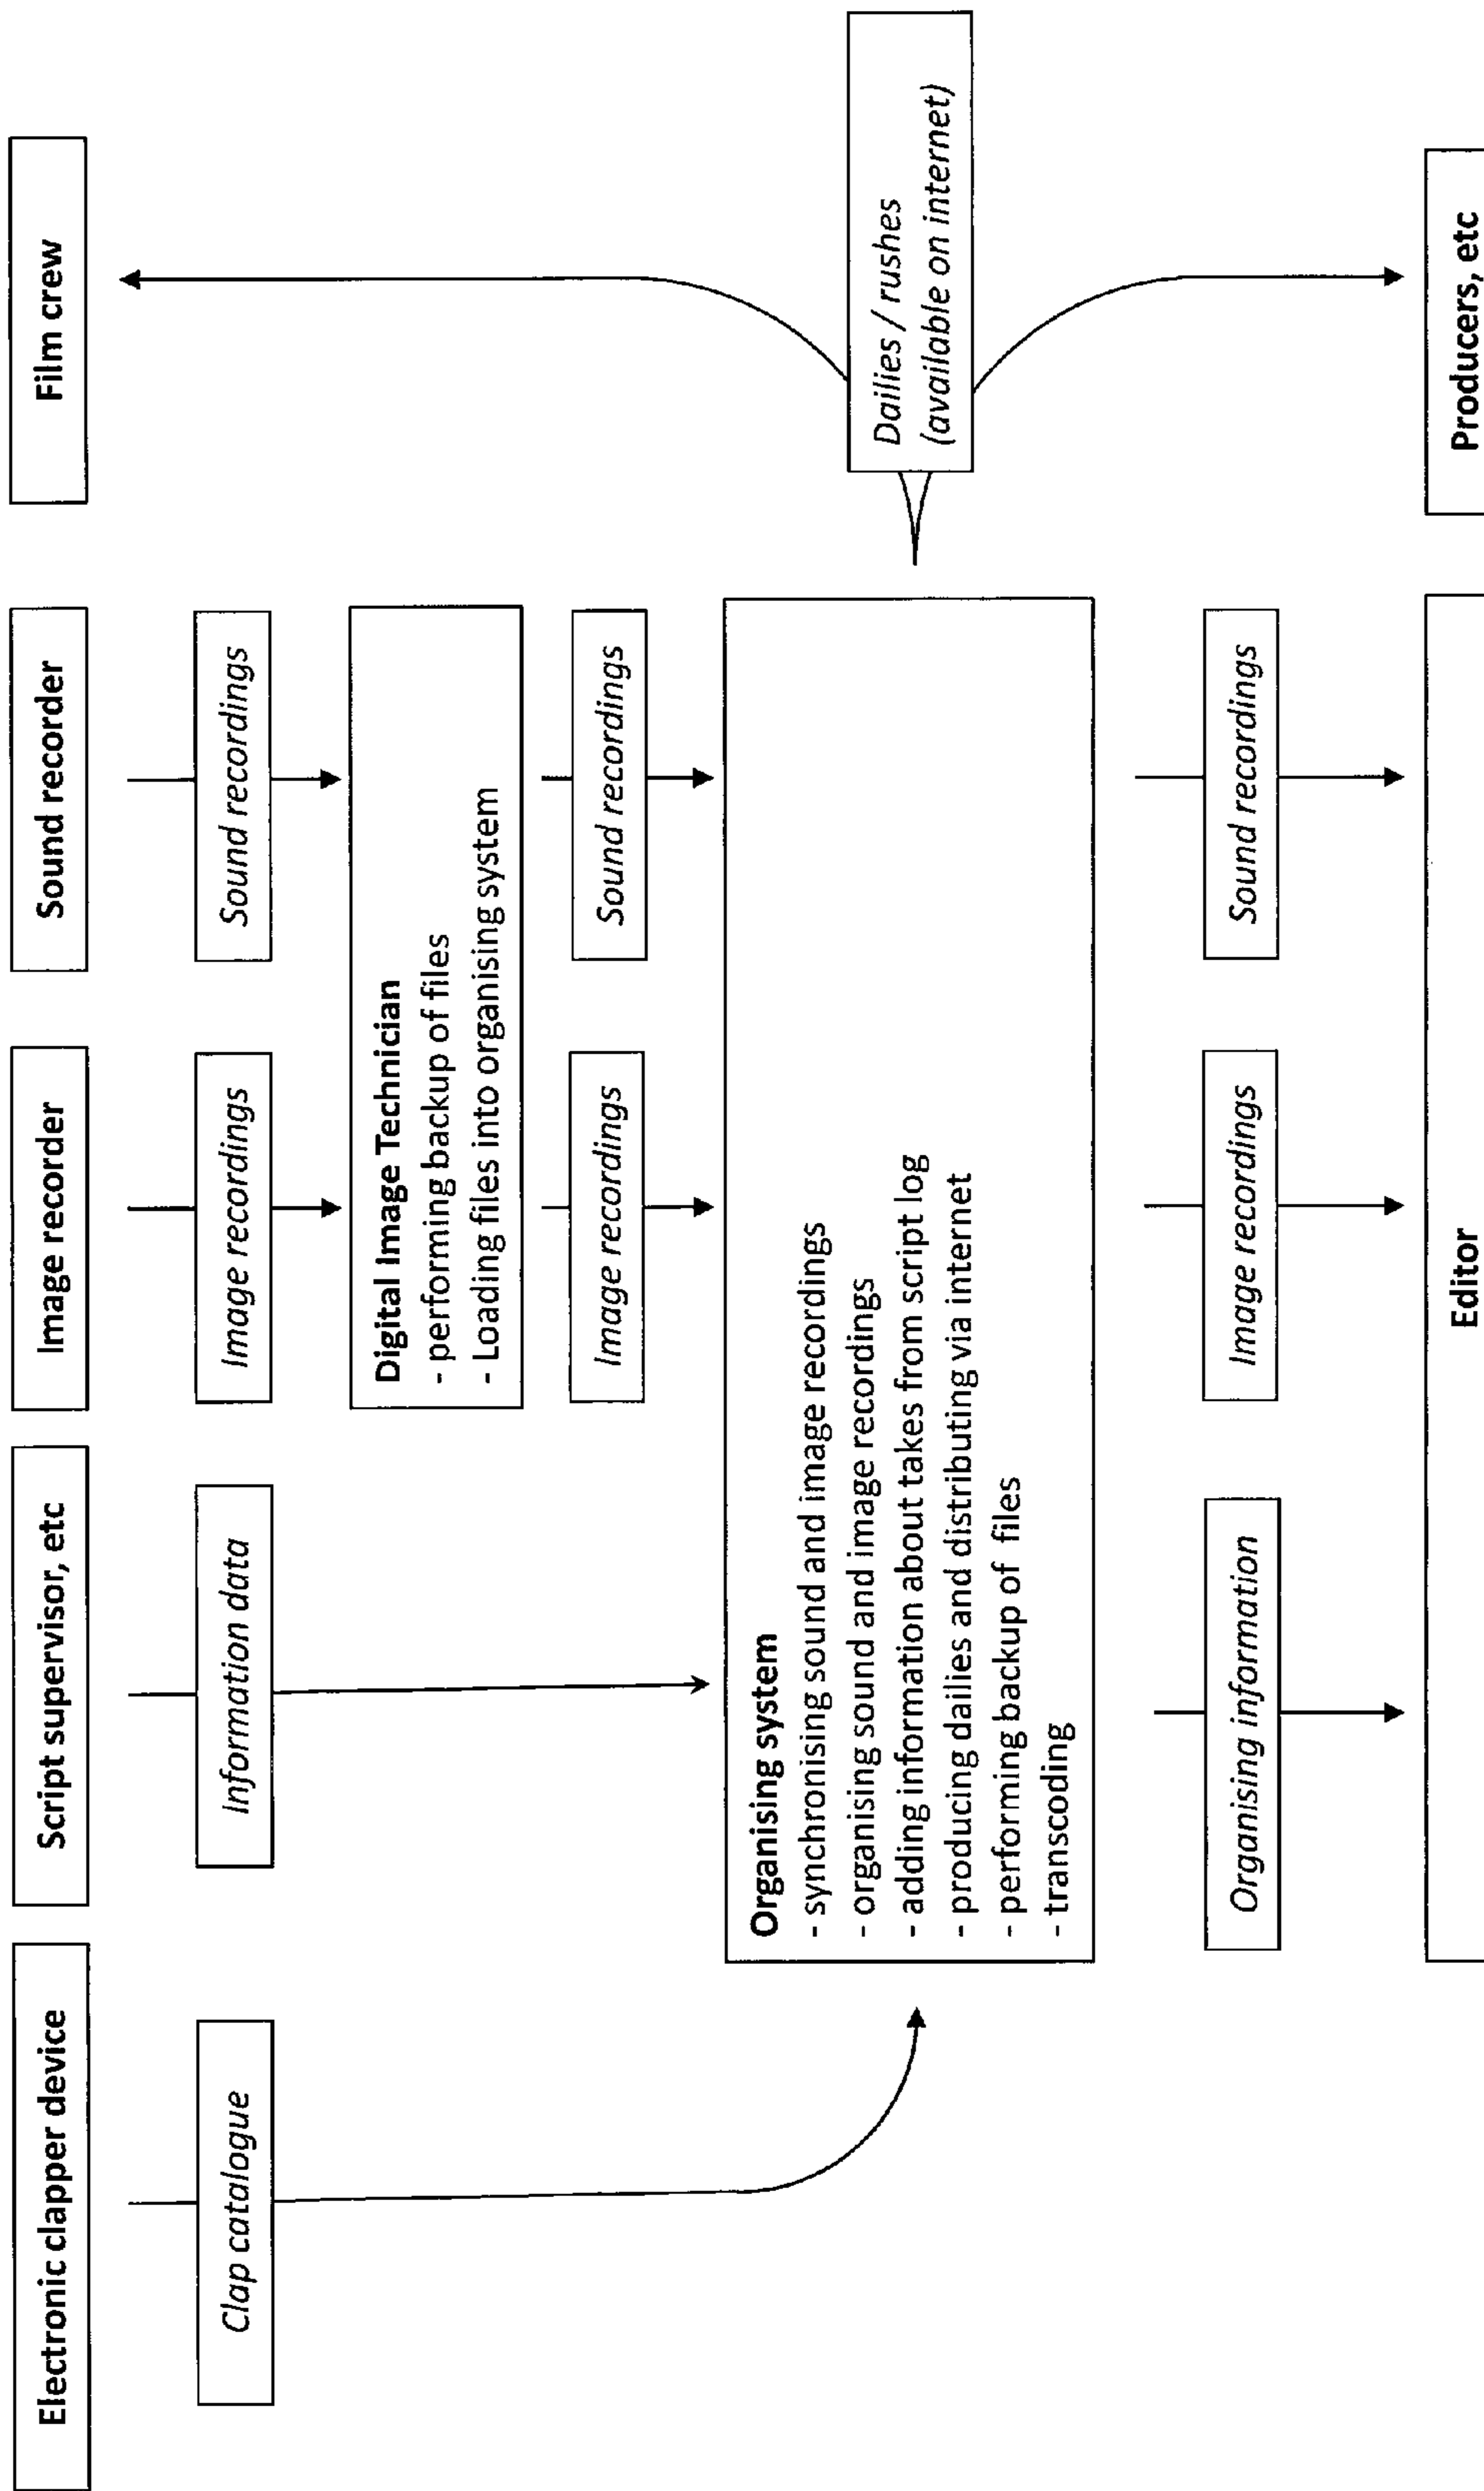 Electronic clapper device
Script supervisor, etc
Image recorder
Sound recorder
Film crew
Clap catalogue
Information data
Image recordings
Sound recordings
Digital Image Technician
- performing backup of files
- Loading files into organising system
Image recordings
Sound recordings
Organising system
- synchronising sound and image recordings
- organising sound and image recordings
- adding information about takes from script log
- producing dailies and distributing via internet
- performing backup of files
- transcoding
Dailies / rushes
(available on internet)
Organising information
Image recordings
Sound recordings
Editor
Producers, etc